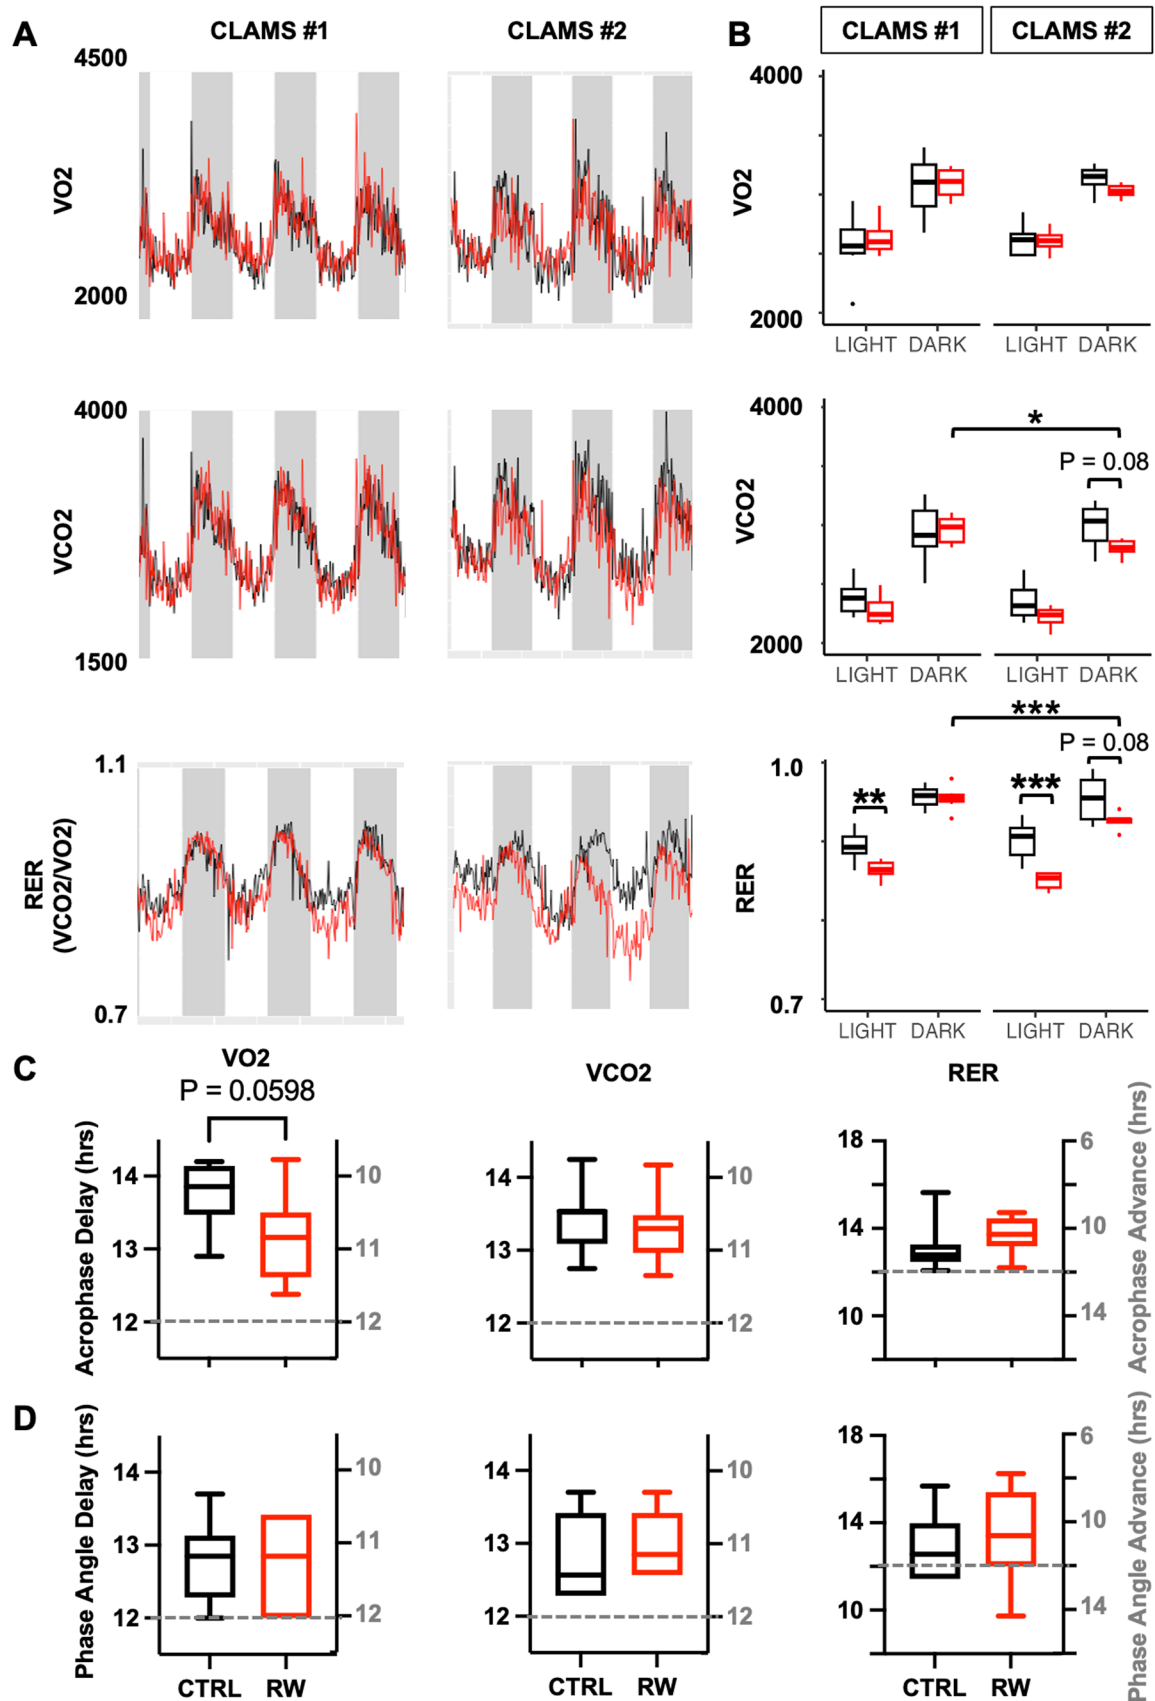 A
CLAMS #1
CLAMS #2
B
CLAMS #1
CLAMS #2
4500
VO2
2000
4000
VO2
2000
LIGHT DARK
LIGHT DARK
4000
VCO2
1500
4000
VCO2
2000
*
P = 0.08
LIGHT DARK
LIGHT DARK
1.1
RER
(VCO2/VO2)
0.7
1.0
RER
0.7
***
P = 0.08
**
***
LIGHT DARK
LIGHT DARK
C
VO2
P = 0.0598
VCO2
RER
Acrophase Delay (hrs)
14
13
12
10
11
12
14
13
12
10
11
12
18
14
10
6
10
14
Acrophase Advance (hrs)
D
Phase Angle Delay (hrs)
14
13
12
10
11
12
14
13
12
10
11
12
18
14
10
6
10
14
Phase Angle Advance (hrs)
CTRL RW
CTRL RW
CTRL RW